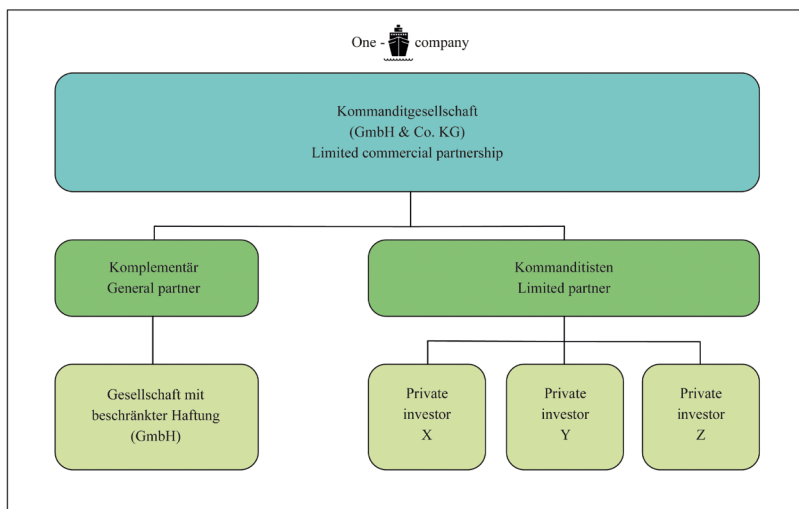 One - company
Kommanditgesellschaft
(GmbH & Co. KG)
Limited commercial partnership
Komplementär
General partner
Kommanditisten
Limited partner
Gesellschaft mit
beschränkter Haftung
(GmbH)
Private
investor
X
Private
investor
Y
Private
investor
Z